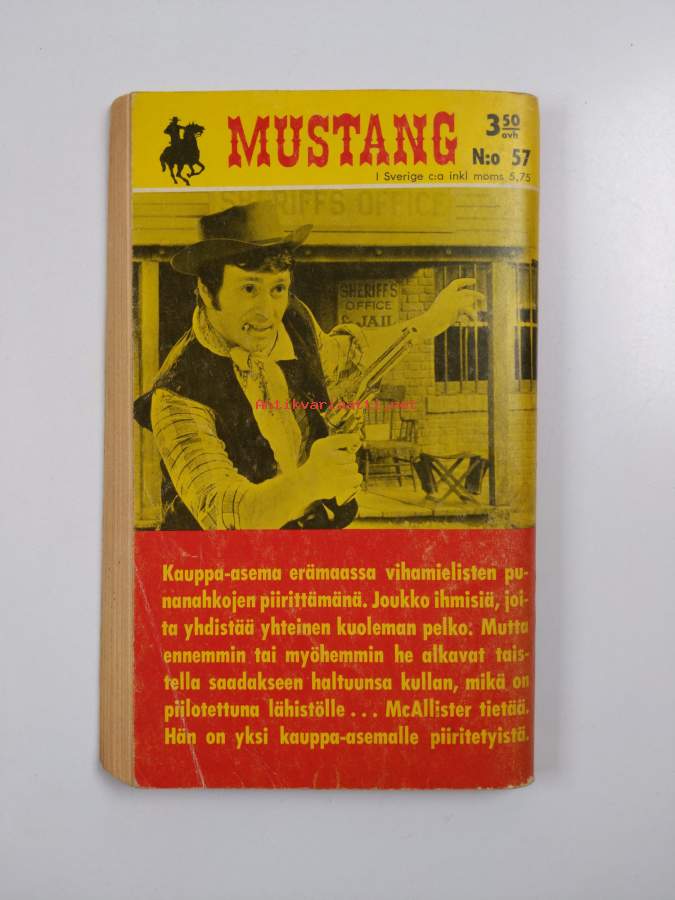 MUSTANG
3 50
ovh
N:o 57
I Sverige c:a inkl moms 5,75
SHERIFFS OFFICE
SHERIFFS
OFFICE
& JAIL
Antikvariaatti.net
Kauppa-asema erämaassa vihamielisten pu-
nanahkojen piirittämänä. Joukko ihmisiä, joi-
ta yhdistää yhteinen kuoleman pelko. Mutta
ennemmin tai myöhemmin he alkavat tais-
tella saadakseen haltuunsa kullan, mikä on
piilotettuna lähistölle... McAllister tietää.
Hän on yksi kauppa-asemalle piiritetyistä.